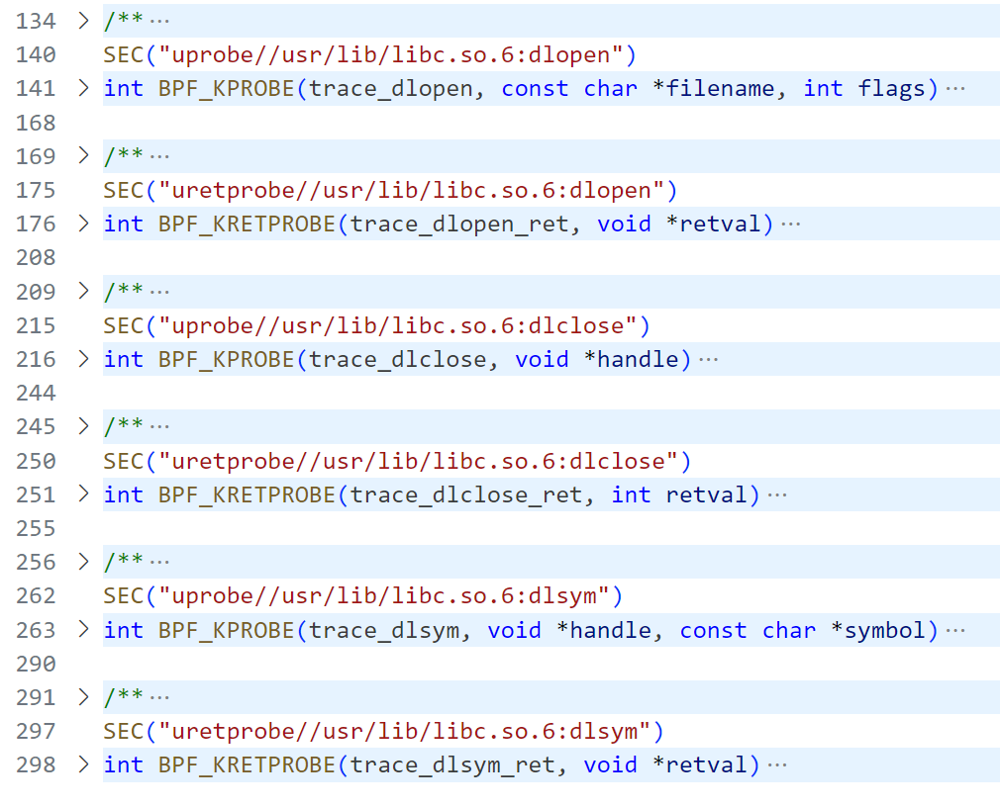 134 > /** ···
140 SEC("uprobe//usr/lib/libc.so.6:dlopen")
141 > int BPF_KPROBE(trace_dlopen, const char *filename, int flags) ···
168
169 > /** ···
175 SEC("uretprobe//usr/lib/libc.so.6:dlopen")
176 > int BPF_KRETPROBE(trace_dlopen_ret, void *retval) ···
208
209 > /** ···
215 SEC("uprobe//usr/lib/libc.so.6:dlclose")
216 > int BPF_KPROBE(trace_dlclose, void *handle) ···
244
245 > /** ···
250 SEC("uretprobe//usr/lib/libc.so.6:dlclose")
251 > int BPF_KRETPROBE(trace_dlclose_ret, int retval) ···
255
256 > /** ···
262 SEC("uprobe//usr/lib/libc.so.6:dlsym")
263 > int BPF_KPROBE(trace_dlsym, void *handle, const char *symbol) ···
290
291 > /** ···
297 SEC("uretprobe//usr/lib/libc.so.6:dlsym")
298 > int BPF_KRETPROBE(trace_dlsym_ret, void *retval) ···